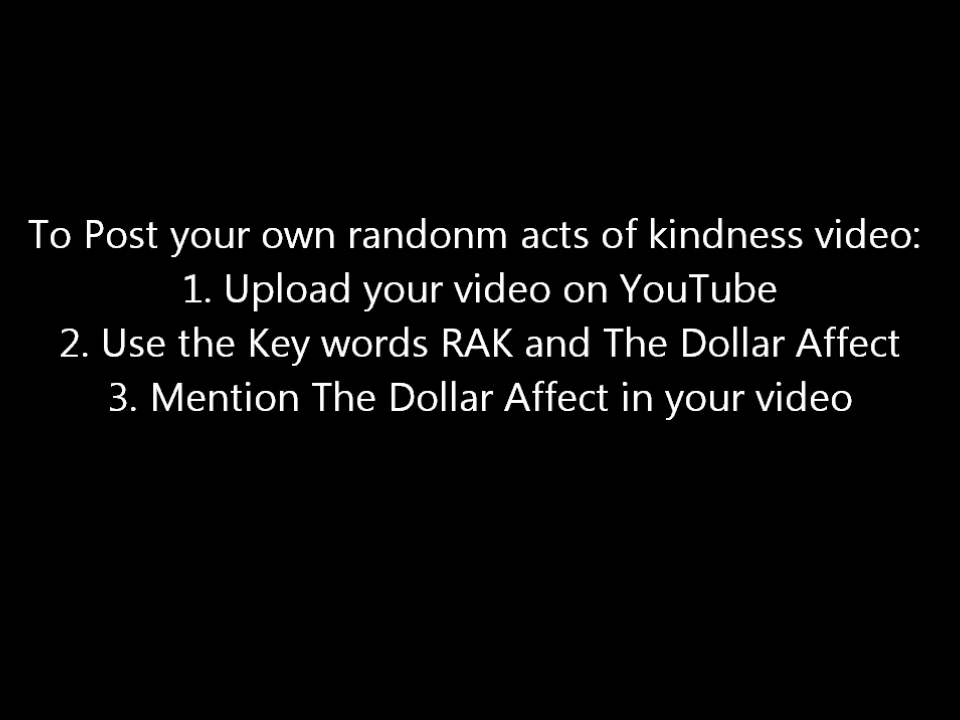 To Post your own randonm acts of kindness video:
1. Upload your video on YouTube
2. Use the Key words RAK and The Dollar Affect
3. Mention The Dollar Affect in your video